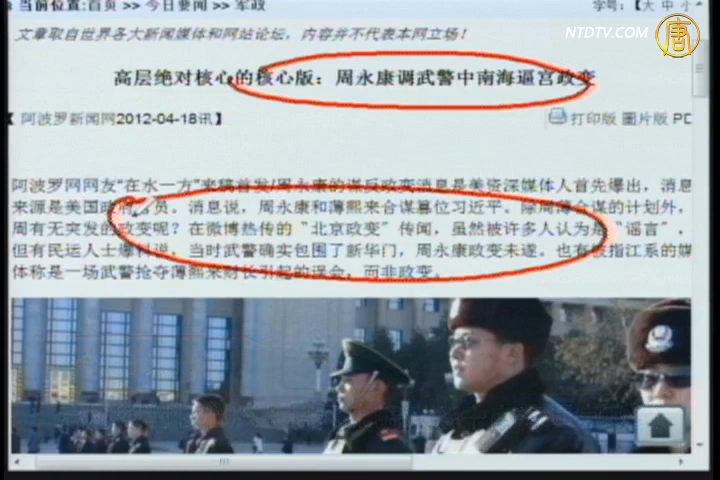 当前位置:首页 >> 今日要闻 >> 军政
字号:【大 中 小
NTDTV.COM
唐
文章取自世界各大新闻媒体和网站论坛，内容并不代表本网立场！
高层绝对核心的核心版：周永康调武警中南海逼宫政变
【 阿波罗新闻网2012-04-18讯】
打印版 圖片版 PD
阿波罗网网友“在水一方”来稿首发/周永康的谋反政变消息是美资深媒体人首先爆出，消息
来源是美国政府官员。消息说，周永康和薄熙来合谋篡位习近平。除周薄合谋的计划外，
周有无突发的政变呢？在微博热传的“北京政变”传闻，虽然被许多人认为是“谣言”，
但有民运人士爆料说，当时武警确实包围了新华门，周永康政变未遂。也有被指江系的媒
体称是一场武警抢夺薄熙来财长引起的误会，而非政变。